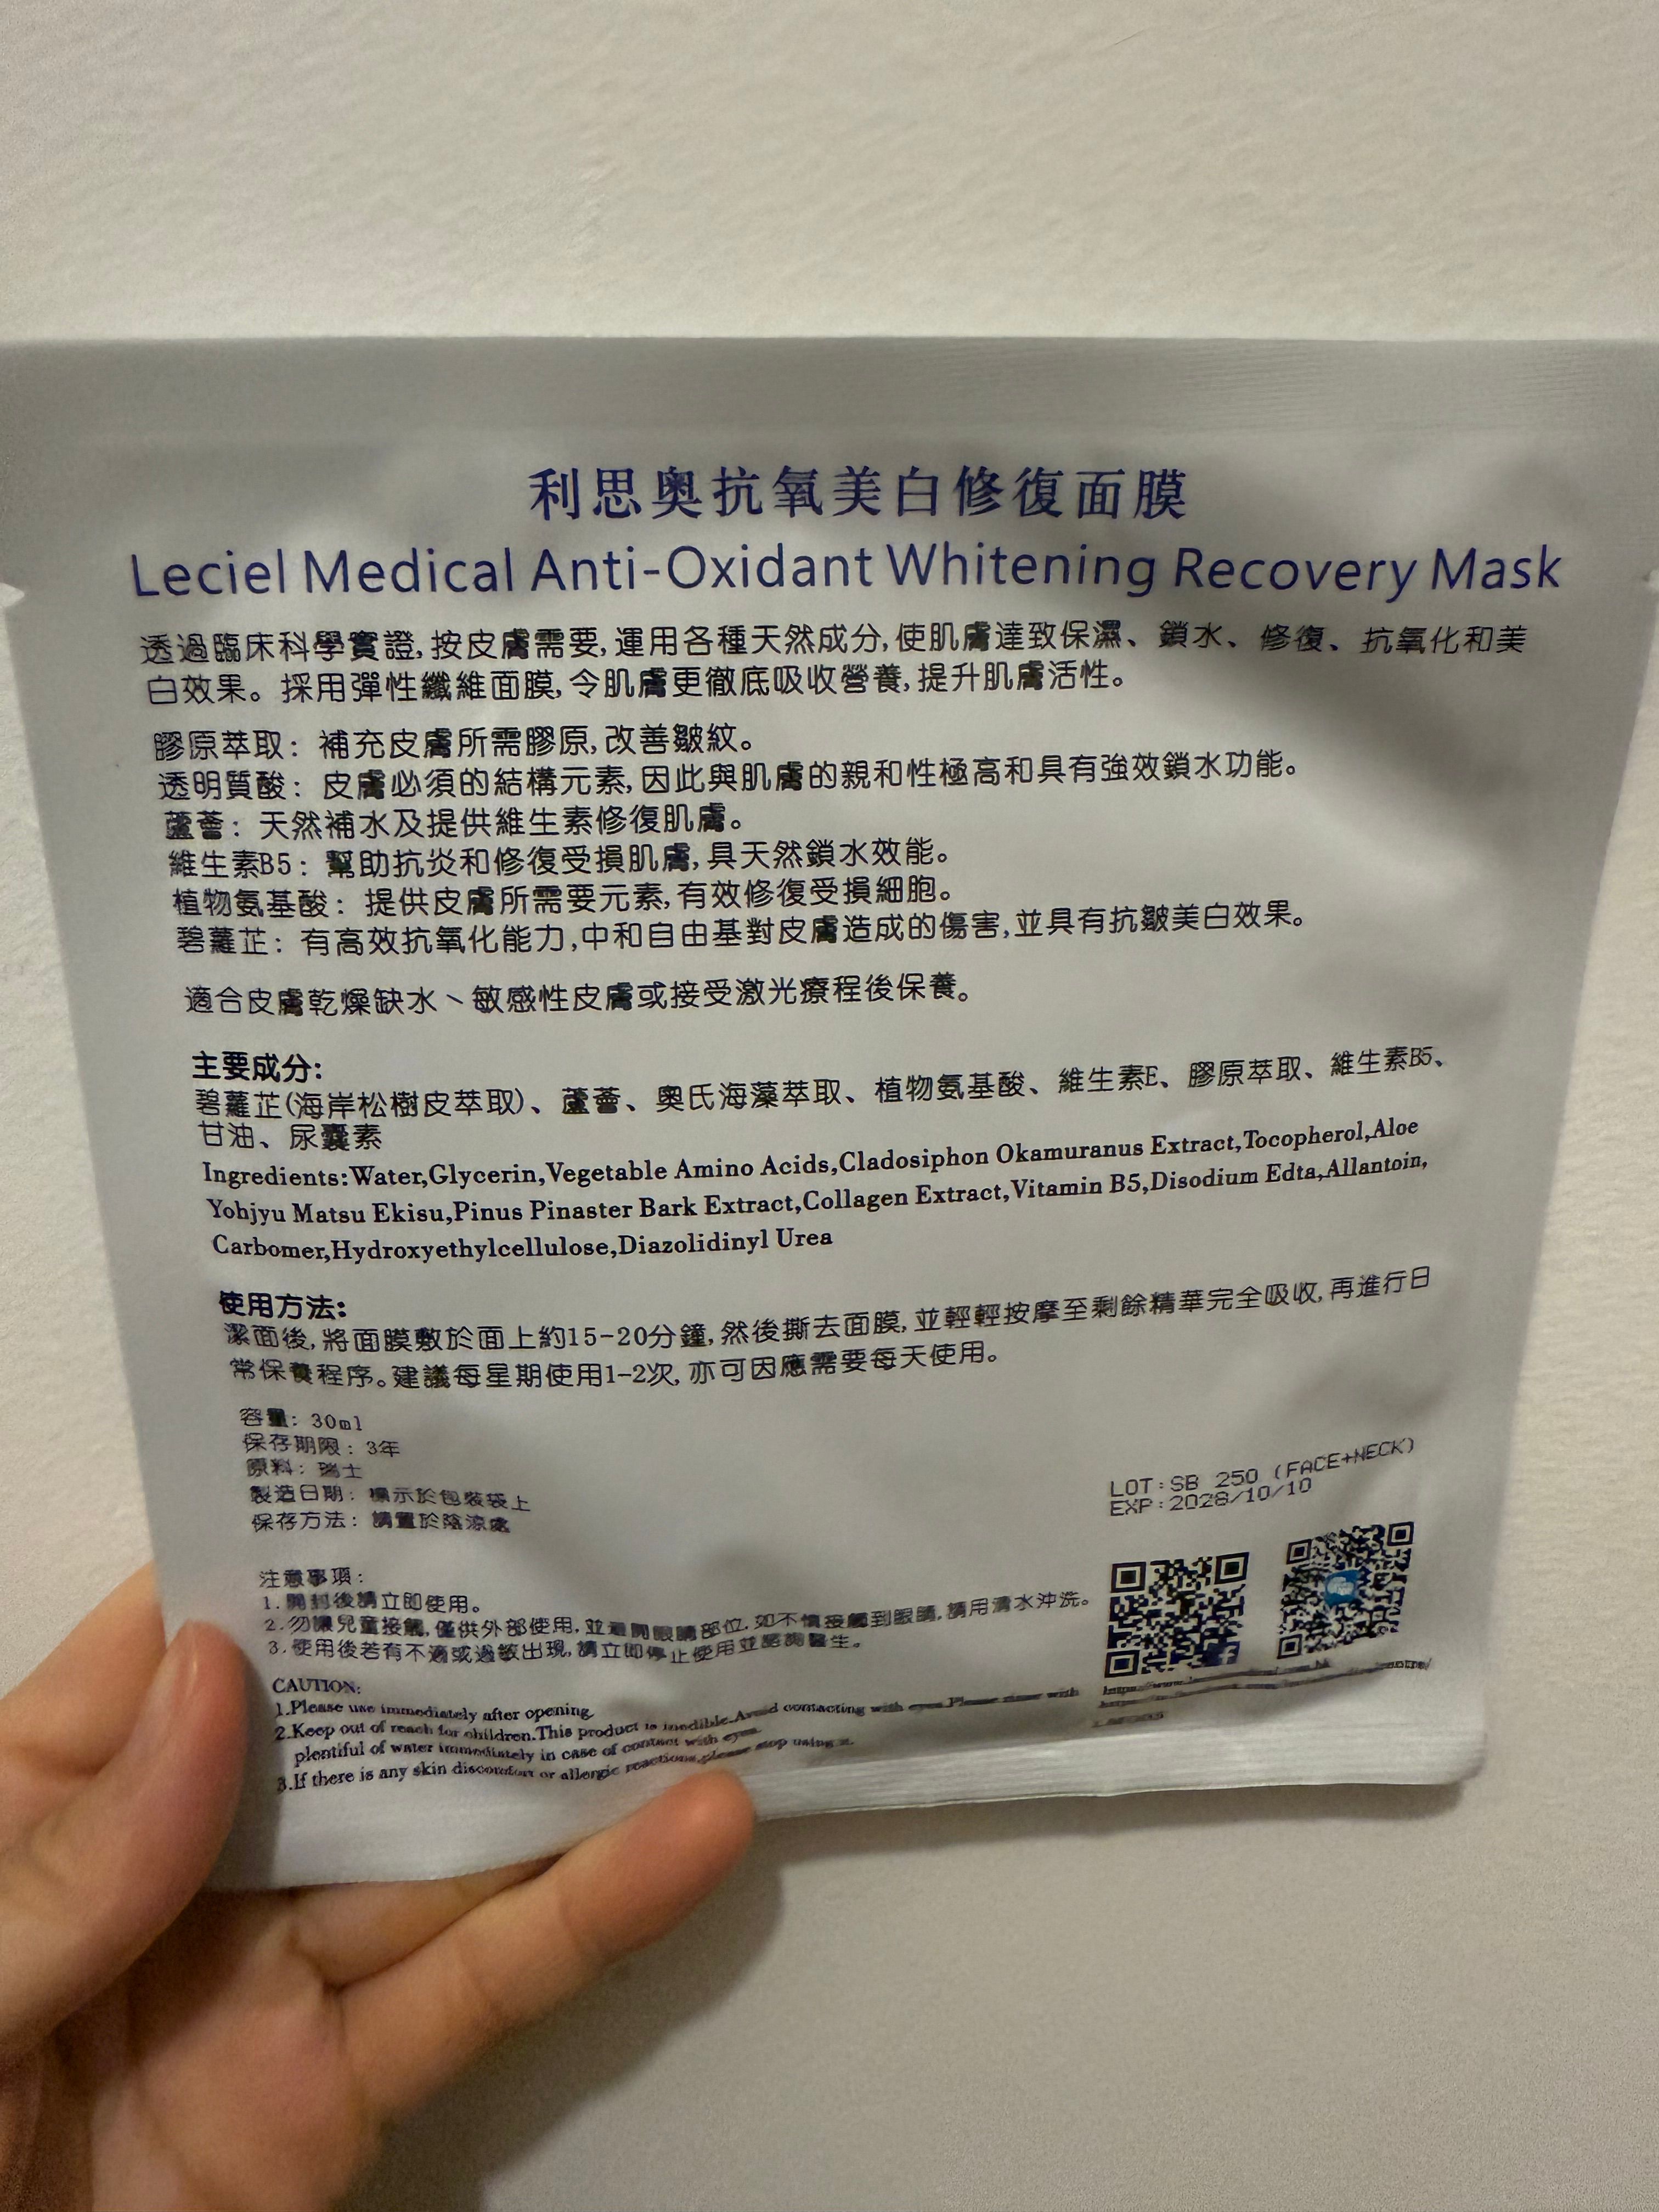 利思奧抗氧美白修復面膜
Leciel Medical Anti-Oxidant Whitening Recovery Mask
透過臨床科學實證,按皮膚需要,運用各種天然成分,使肌膚達致保濕、鎖水、修復、抗氧化和美
白效果。採用彈性纖維面膜,令肌膚更徹底吸收營養,提升肌膚活性。
膠原萃取: 補充皮膚所需膠原,改善皺紋。
透明質酸: 皮膚必須的結構元素,因此與肌膚的親和性極高和具有強效鎖水功能。
蘆薈: 天然補水及提供維生素修復肌膚。
維生素B5: 幫助抗炎和修復受損肌膚,具天然鎖水效能。
植物氨基酸: 提供皮膚所需要元素,有效修復受損細胞。
碧蘿芷: 有高效抗氧化能力,中和自由基對皮膚造成的傷害,並具有抗皺美白效果。
適合皮膚乾燥缺水、敏感性皮膚或接受激光療程後保養。
主要成分:
碧蘿芷(海岸松樹皮萃取)、蘆薈、奧氏海藻萃取、植物氨基酸、維生素E、膠原萃取、維生素B5、
甘油、尿囊素
Ingredients:Water,Glycerin,Vegetable Amino Acids,Cladosiphon Okamuranus Extract,Tocopherol,Aloe
Yohjyu Matsu Ekisu,Pinus Pinaster Bark Extract,Collagen Extract,Vitamin B5,Disodium Edta,Allantoin,
Carbomer,Hydroxyethylcellulose,Diazolidinyl Urea
使用方法:
潔面後,將面膜敷於面上約15-20分鐘,然後撕去面膜,並輕輕按摩至剩餘精華完全吸收,再進行日
常保養程序。建議每星期使用1-2次,亦可因應需要每天使用。
容量: 30ml
保存期限: 3年
原料: 瑞士
製造日期: 標示於包裝袋上
保存方法: 請置於陰涼處
LOT:SB 250 (FACE+NECK)
EXP:2028/10/10
注意事項:
1.開封後請立即使用。
2.勿讓兒童接觸,僅供外部使用,並避開眼睛部位,如不慎接觸到眼睛,請用清水沖洗。
3.使用後若有不適或過敏出現,請立即停止使用並諮詢醫生。
CAUTION:
1.Please use immediately after opening.
2.Keep out of reach for children.This product is inedible.Avoid contacting with eyes.Please rinse with
plentiful of water immediately in case of contact with eyes.
3.If there is any skin discomfort or allergic reactions,please stop using it.